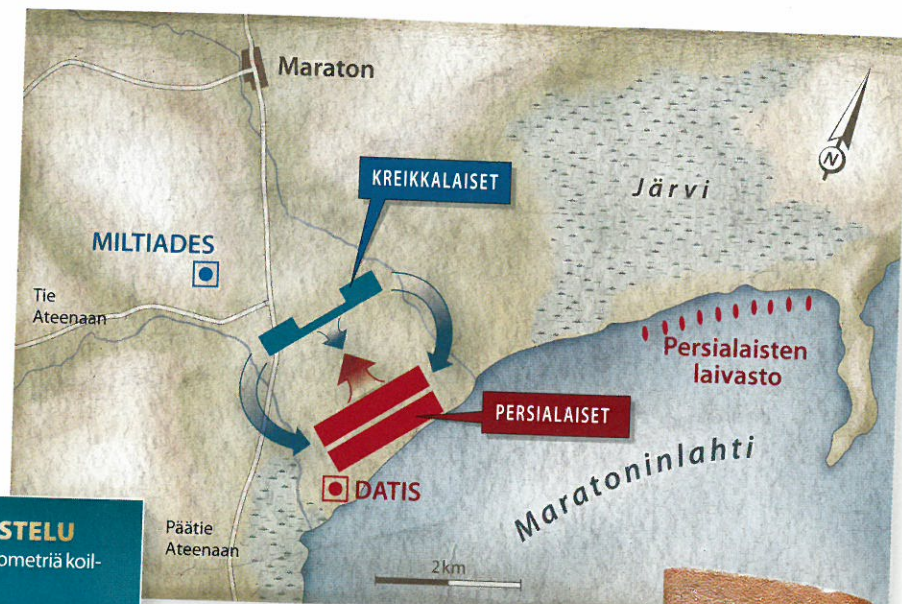 Maraton
KREIKKALAISET
Järvi
N
MILTIADES
Tie
Ateenaan
Persialaisten
laivasto
PERSIALAISET
DATIS
Maratoninlahti
Päätie
Ateenaan
2 km
STELU
ometriä koil-